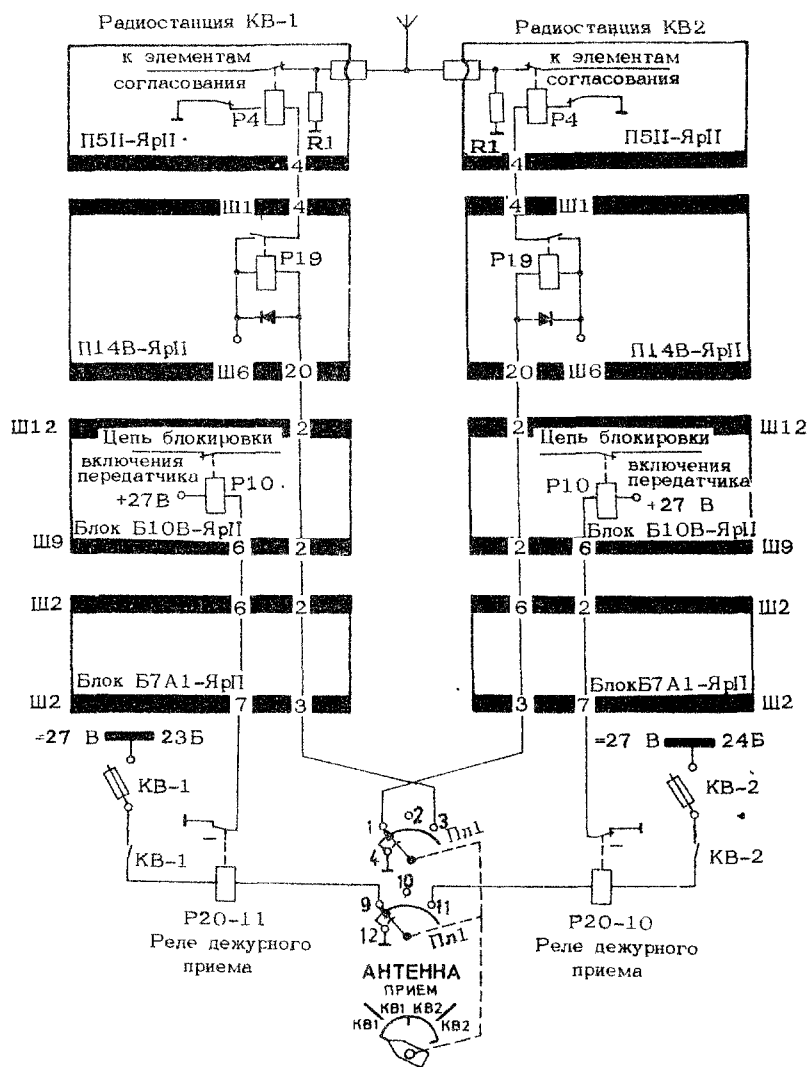 Радиостанция КВ-1
Радиостанция КВ2
к элементам
согласования
к элементам
согласования
Р4
R1
П5П-ЯрП
4
Р4
R1
П5П-ЯрП
4
Ш1 4
4 Ш1
Р19
Р19
П14В-ЯрП
П14В-ЯрП
Ш6 20
20 Ш6
Ш12 2
2 Ш12
Цепь блокировки
включения
передатчика
Р10
+27В
Блок Б10В-ЯрП
Цепь блокировки
включения
передатчика
Р10
+27 В
Блок Б10В-ЯрП
Ш9 6 2
2 6 Ш9
Ш2 6 2
6 2 Ш2
Блок Б7А1-ЯрП
БлокБ7А1-ЯрП
Ш2 7 3
3 7 Ш2
=27 В 23Б
=27 В 24Б
КВ-1
КВ-2
КВ-1
КВ-2
1 2 3
Пл1
4
10
9 11
Пл1
12
Р20-11
Реле дежурного
приема
Р20-10
Реле дежурного
приема
АНТЕННА
ПРИЕМ
КВ1 КВ2
КВ1 КВ2